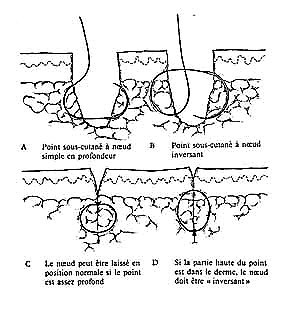 A Point sous-cutané à nœud
simple en profondeur
B Point sous-cutané à nœud
inversant
C Le nœud peut être laissé en
position normale si le point
est assez profond
D Si la partie haute du point
est dans le derme, le nœud
doit être « inversant »